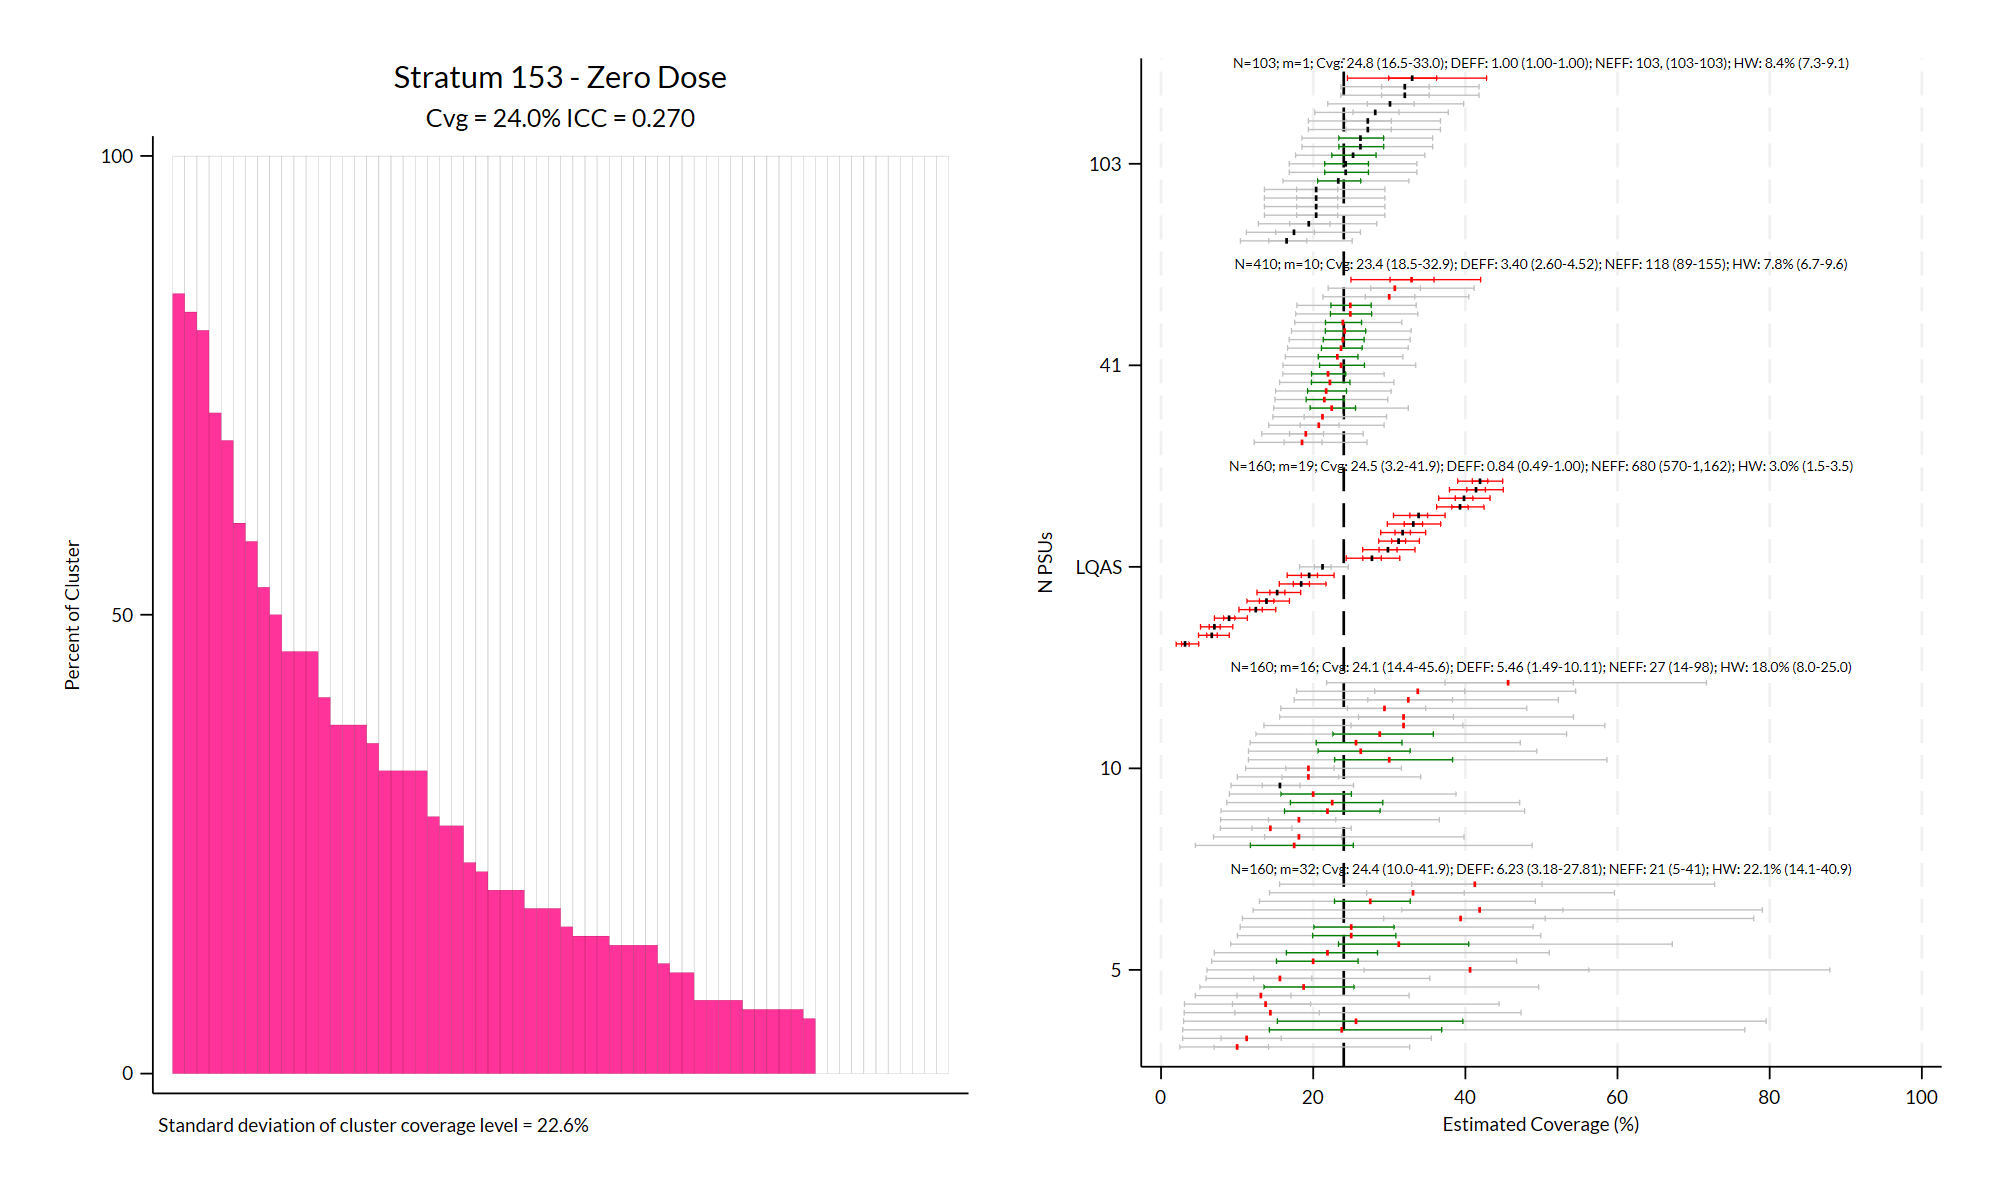 Stratum 153 - Zero Dose
Cvg = 24.0% ICC = 0.270
100
50
0
Percent of Cluster
Standard deviation of cluster coverage level = 22.6%
N=103; m=1; Cvg: 24.8 (16.5-33.0); DEFF: 1.00 (1.00-1.00); NEFF: 103, (103-103); HW: 8.4% (7.3-9.1)
103
N=410; m=10; Cvg: 23.4 (18.5-32.9); DEFF: 3.40 (2.60-4.52); NEFF: 118 (89-155); HW: 7.8% (6.7-9.6)
41
N=160; m=19; Cvg: 24.5 (3.2-41.9); DEFF: 0.84 (0.49-1.00); NEFF: 680 (570-1,162); HW: 3.0% (1.5-3.5)
LQAS
N=160; m=16; Cvg: 24.1 (14.4-45.6); DEFF: 5.46 (1.49-10.11); NEFF: 27 (14-98); HW: 18.0% (8.0-25.0)
10
N=160; m=32; Cvg: 24.4 (10.0-41.9); DEFF: 6.23 (3.18-27.81); NEFF: 21 (5-41); HW: 22.1% (14.1-40.9)
5
N PSUs
0 20 40 60 80 100
Estimated Coverage (%)